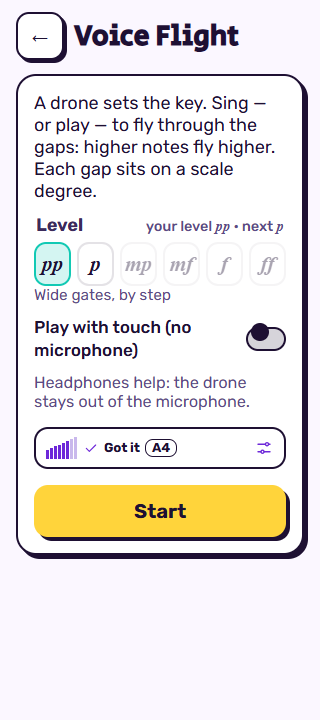 ← Voice Flight
A drone sets the key. Sing —
or play — to fly through the
gaps: higher notes fly higher.
Each gap sits on a scale
degree.
Level your level pp • next p
pp p mp mf f ff
Wide gates, by step
Play with touch (no
microphone)
Headphones help: the drone
stays out of the microphone.
Got it A4
Start